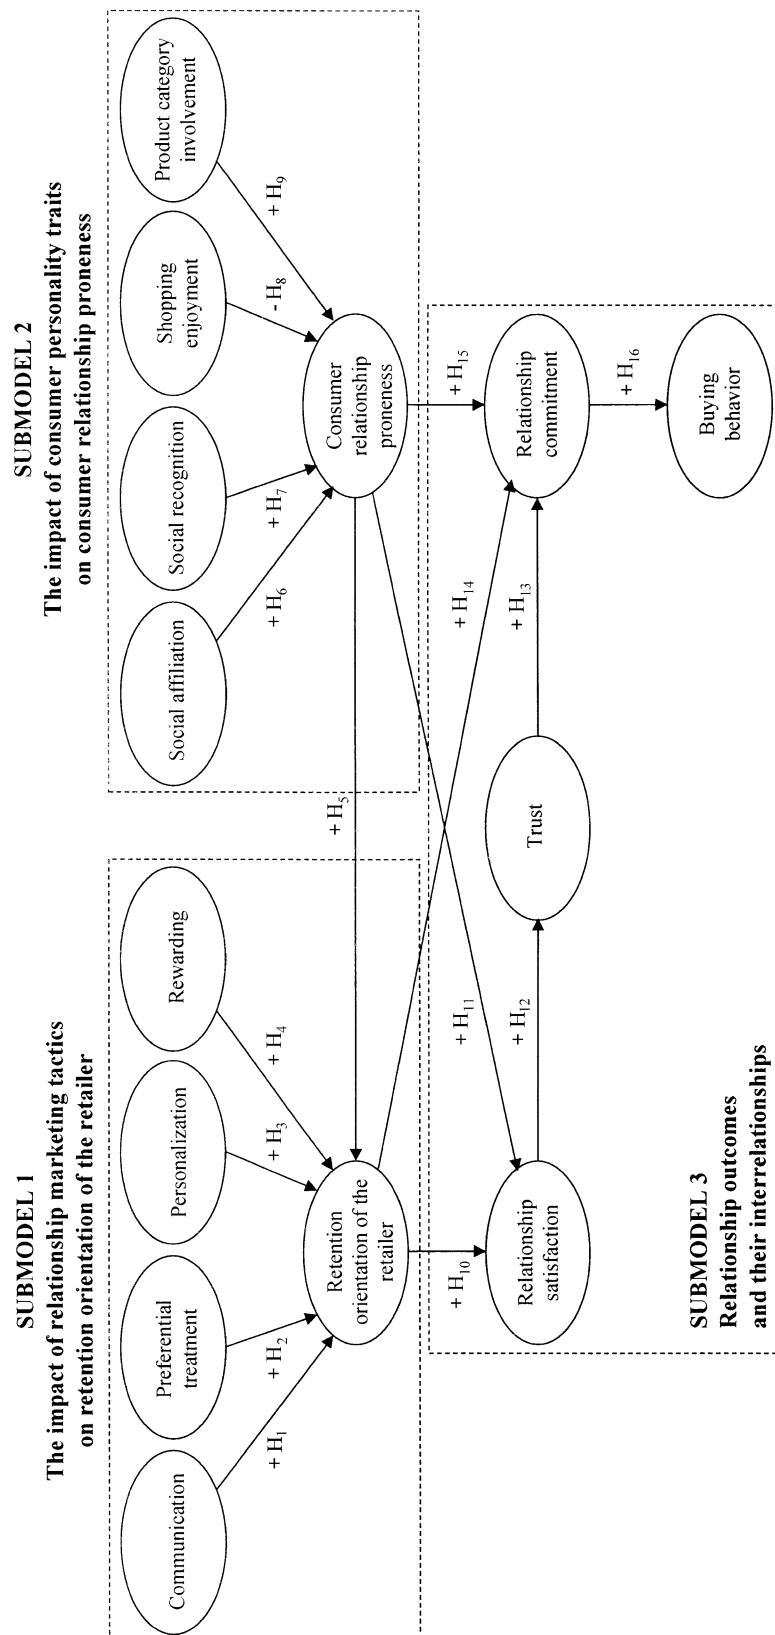 SUBMODEL 1
The impact of relationship marketing tactics
on retention orientation of the retailer
SUBMODEL 2
The impact of consumer personality traits
on consumer relationship proneness
Communication
Preferential
treatment
Personalization
Rewarding
Social affiliation
Social recognition
Shopping
enjoyment
Product category
involvement
+ H1
+ H2
+ H3
+ H4
+ H6
+ H7
- H8
+ H9
Retention
orientation of the
retailer
+ H5
Consumer
relationship
proneness
+ H10
+ H11
+ H14
+ H15
Relationship
satisfaction
+ H12
Trust
+ H13
Relationship
commitment
+ H16
Buying
behavior
SUBMODEL 3
Relationship outcomes
and their interrelationships